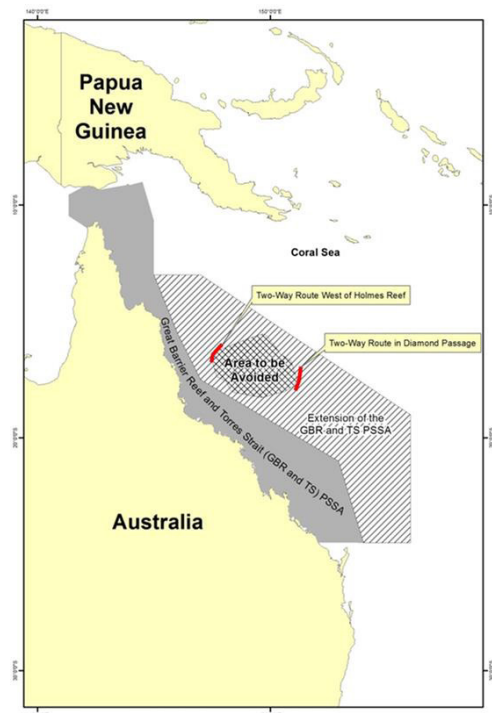 140°0'0"E
150°0'0"E
Papua
New
Guinea
Coral Sea
Two-Way Route West of Holmes Reef
Two-Way Route in Diamond Passage
Area to be
Avoided
Great Barrier Reef and Torres Strait (GBR and TS) PSSA
Extension of the
GBR and TS PSSA
Australia